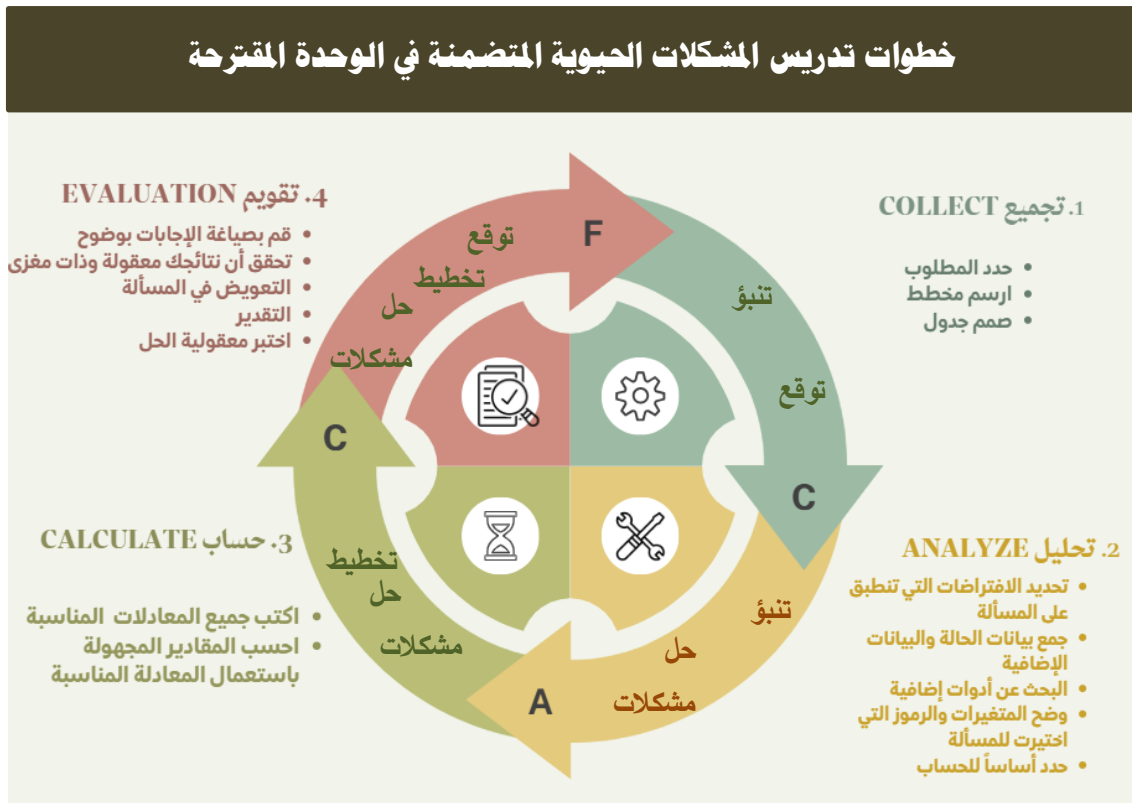 خطوات تدريس المشكلات الحيوية المتضمنة في الوحدة المقترحة
1. تجميع COLLECT
• حدد المطلوب
• ارسم مخطط
• صمم جدول
2. تحليل ANALYZE
• تحديد الافتراضات التي تنطبق
على المسألة
• جمع بيانات الحالة والبيانات
الإضافية
• البحث عن أدوات إضافية
• وضح المتغيرات والرموز التي
اختيرت للمسألة
• حدد أساساً للحساب
3. حساب CALCULATE
• اكتب جميع المعادلات المناسبة
• احسب المقادير المجهولة
باستعمال المعادلة المناسبة
4. تقويم EVALUATION
• قم بصياغة الإجابات بوضوح
• تحقق أن نتائجك معقولة وذات مغزى
• التعويض في المسألة
• التقدير
• اختبر معقولية الحل
F
تنبؤ
توقع
C
تنبؤ
حل
مشكلات
A
تخطيط
حل
مشكلات
C
توقع
تخطيط
حل
مشكلات